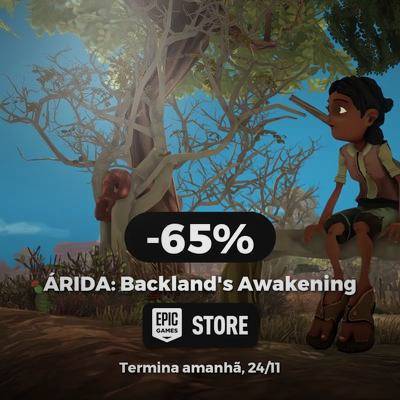 -65%
ÁRIDA: Backland's Awakening
EPIC
GAMES
STORE
Termina amanhã, 24/11